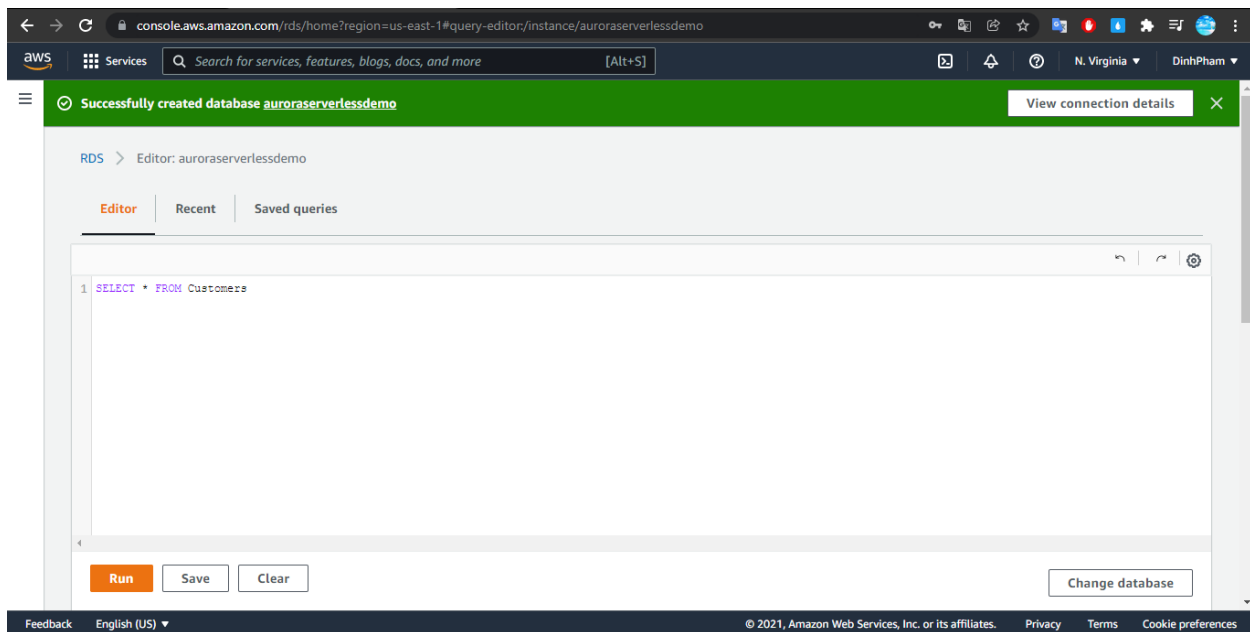 console.aws.amazon.com/rds/home?region=us-east-1#query-editor:/instance/auroraserverlessdemo
aws Services Search for services, features, blogs, docs, and more [Alt+S] N. Virginia ▼ DinhPham ▼
Successfully created database auroraserverlessdemo View connection details
RDS > Editor: auroraserverlessdemo
Editor Recent Saved queries
1 SELECT * FROM Customers
Run Save Clear Change database
Feedback English (US) ▼ © 2021, Amazon Web Services, Inc. or its affiliates. Privacy Terms Cookie preferences